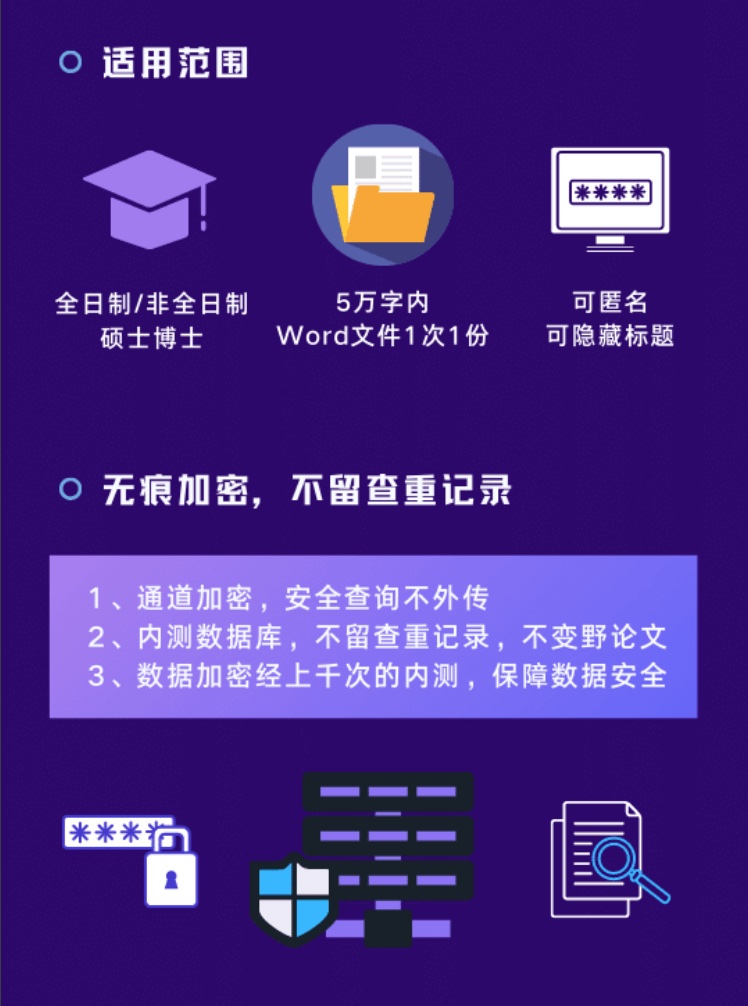 适用范围
全日制/非全日制
硕士博士
5万字内
Word文件1次1份
****
可匿名
可隐藏标题
无痕加密，不留查重记录
1、通道加密，安全查询不外传
2、内测数据库，不留查重记录，不变野论文
3、数据加密经上千次的内测，保障数据安全
****